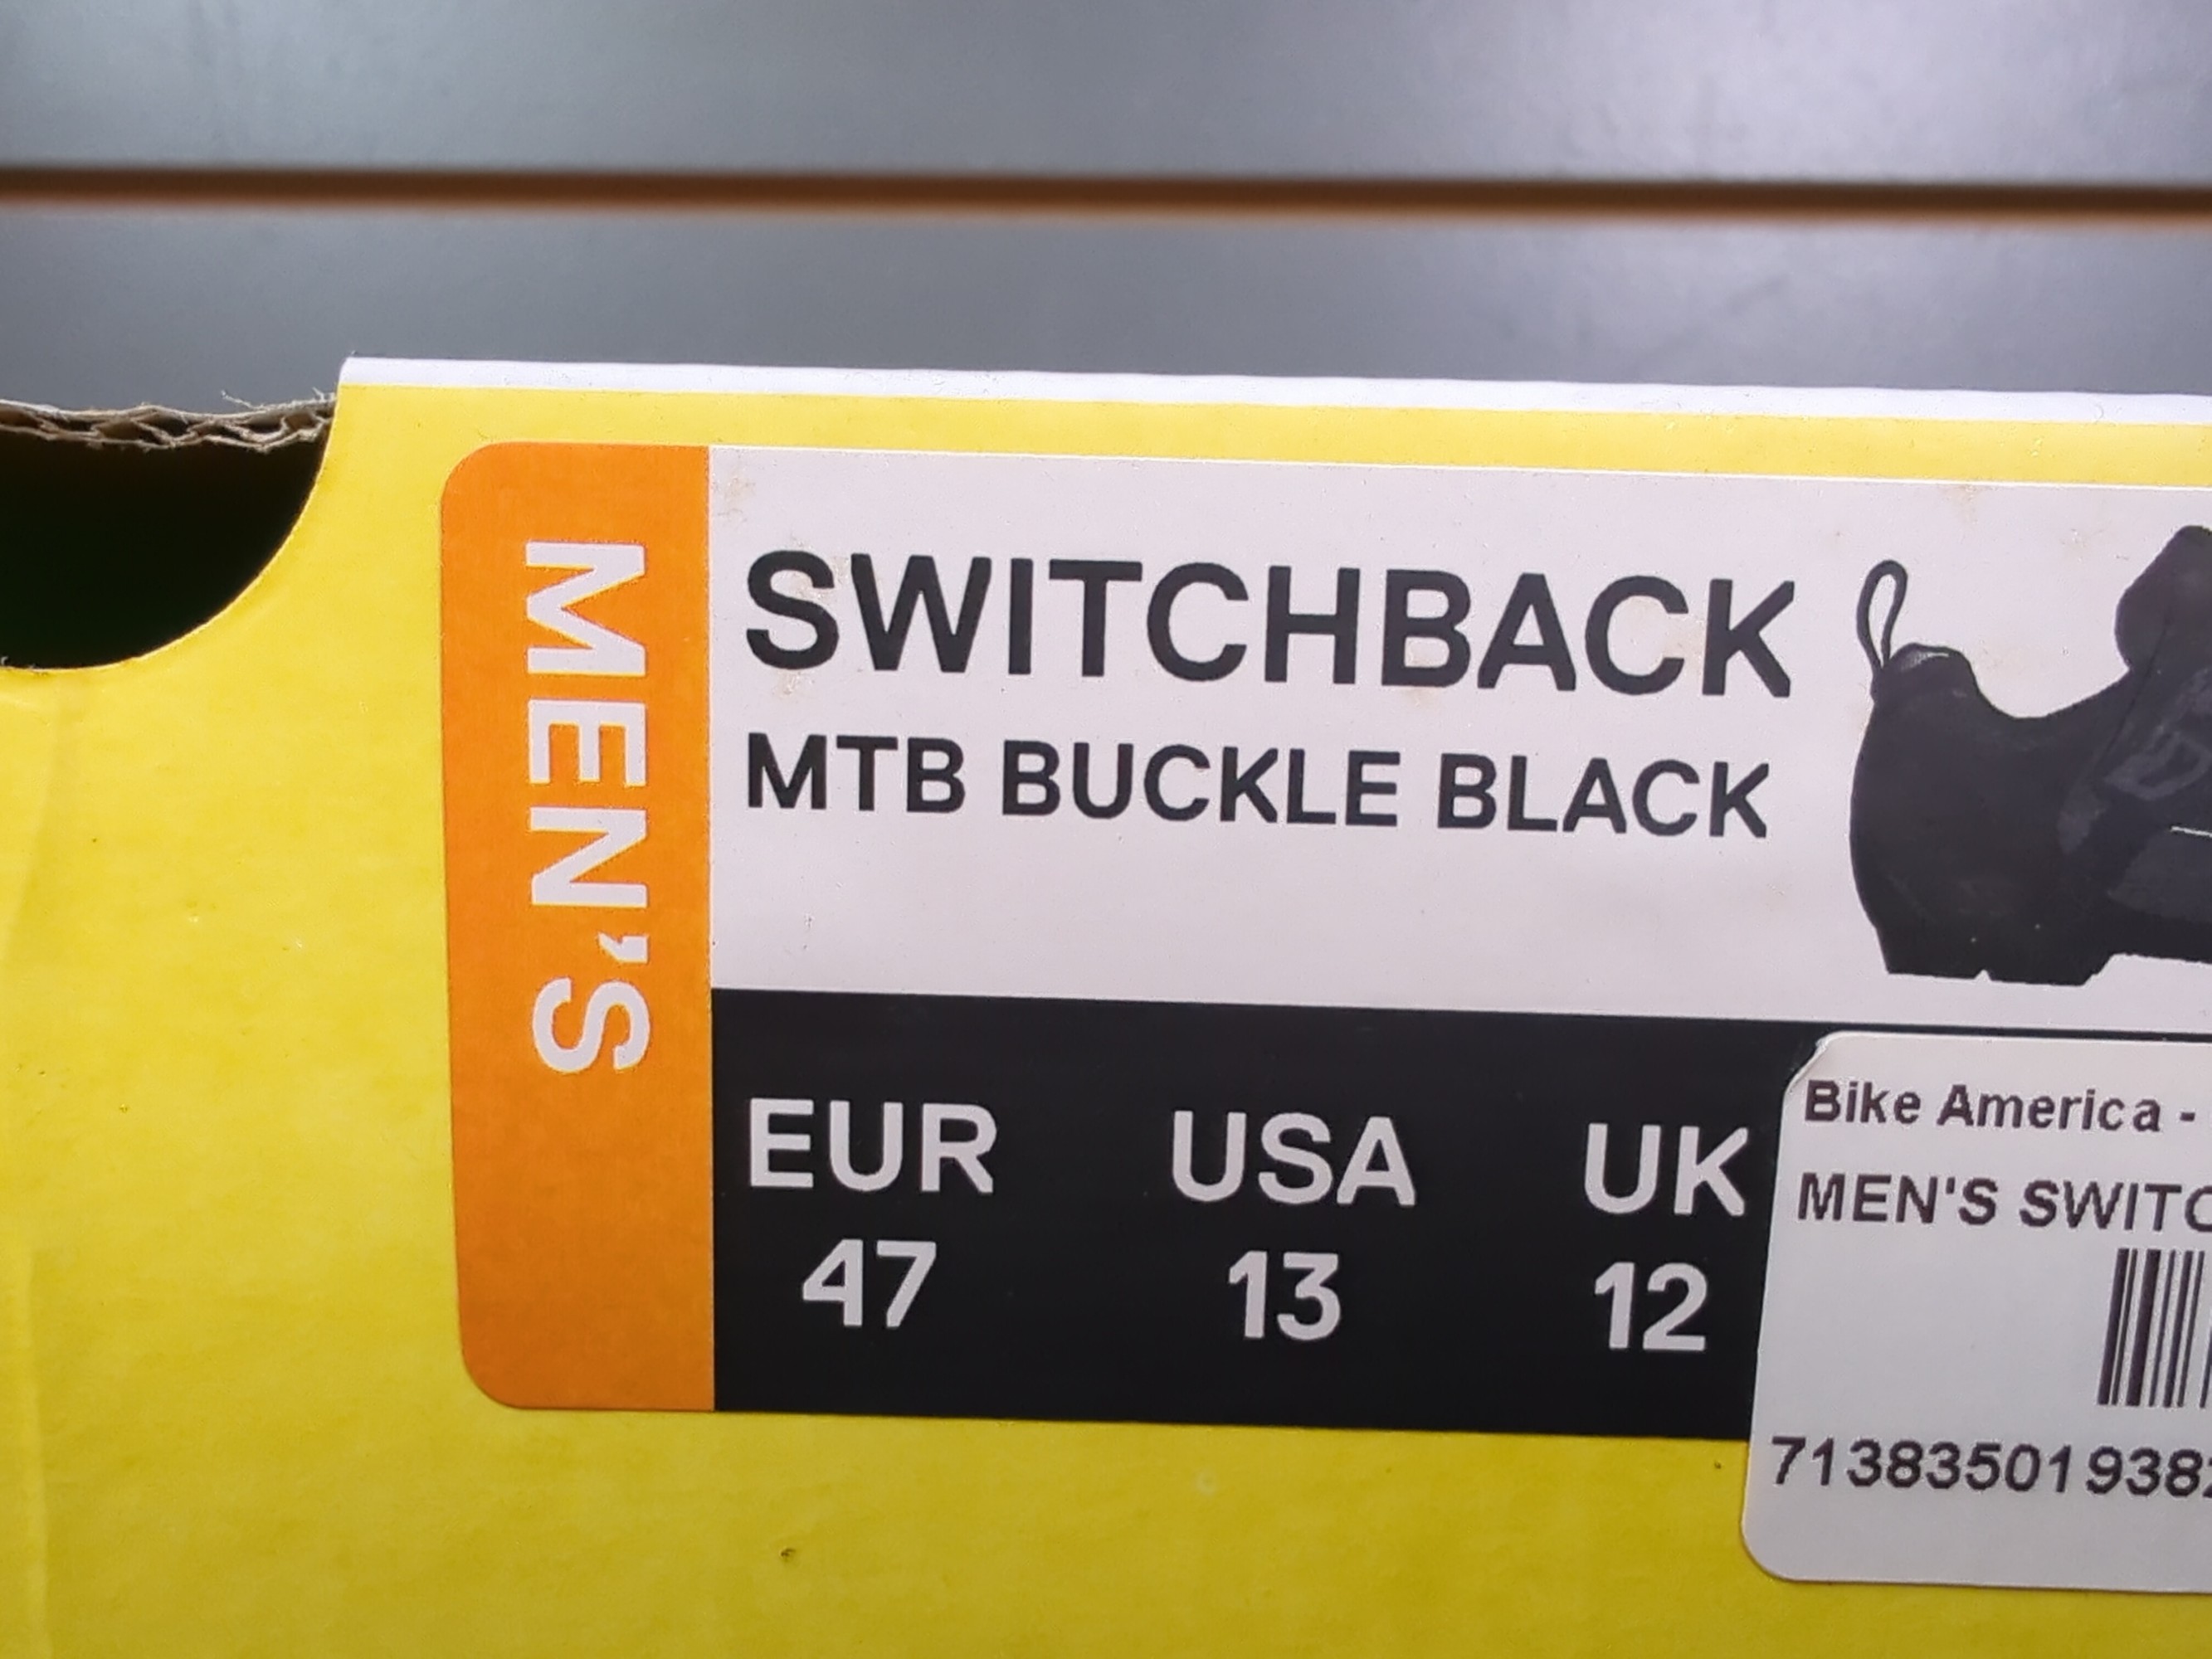 MEN'S
SWITCHBACK
MTB BUCKLE BLACK
EUR USA UK
47 13 12
Bike America -
MEN'S SWITC
71383501938